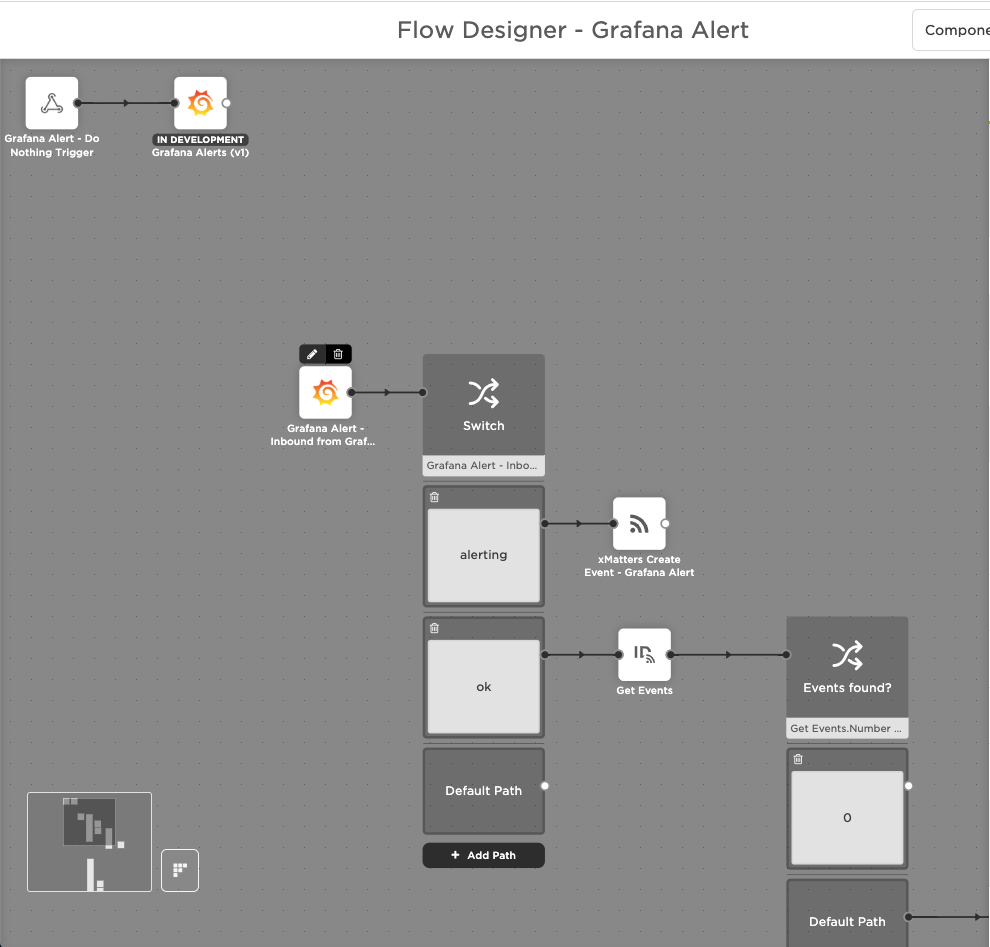 Flow Designer - Grafana Alert
Compone
Grafana Alert - Do
Nothing Trigger
IN DEVELOPMENT
Grafana Alerts (v1)
Grafana Alert -
Inbound from Graf...
Switch
Grafana Alert - Inbo...
alerting
xMatters Create
Event - Grafana Alert
ok
Get Events
Events found?
Get Events.Number ...
Default Path
0
+ Add Path
Default Path